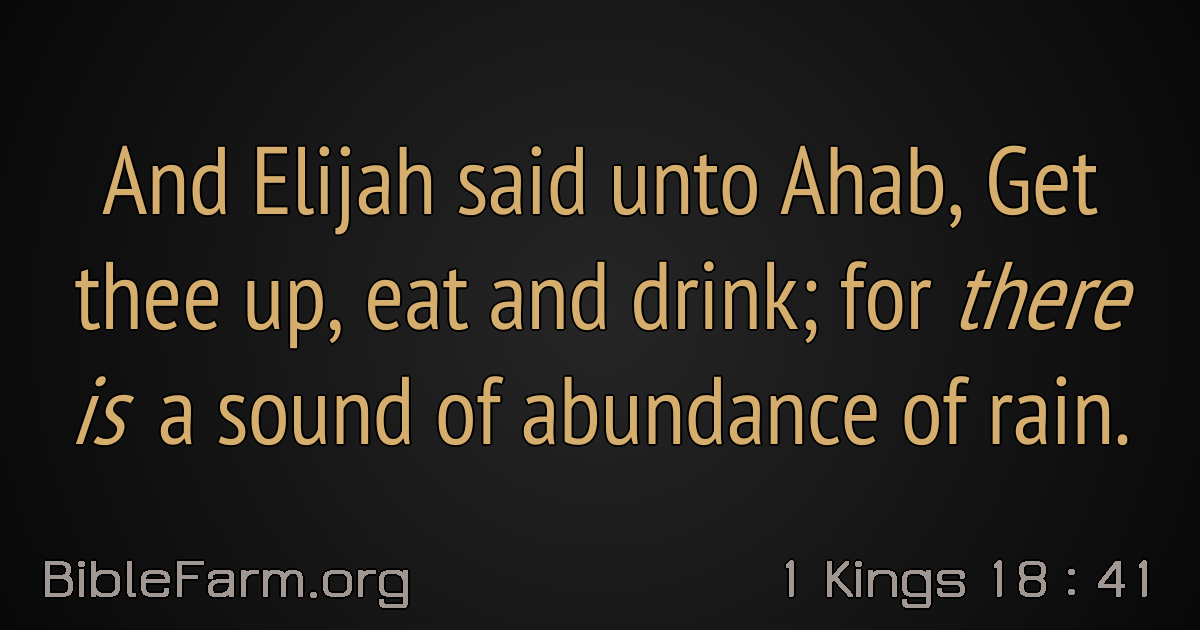 And Elijah said unto Ahab, Get
thee up, eat and drink; for there
is a sound of abundance of rain.
BibleFarm.org
1 Kings 18 : 41